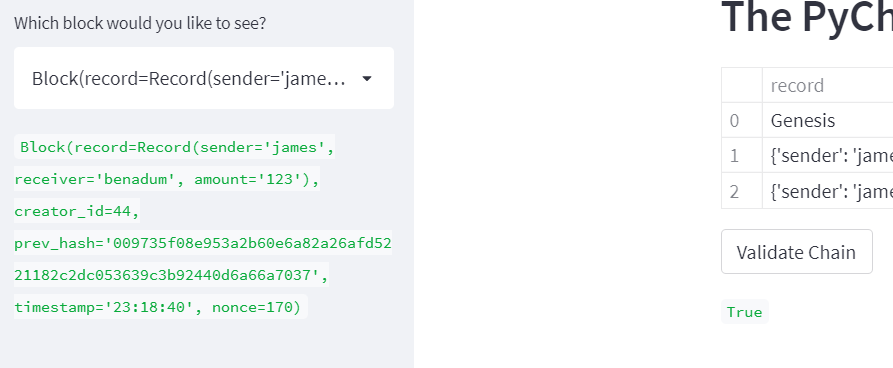 Which block would you like to see?
Block(record=Record(sender='jame...
Block(record=Record(sender='james',
receiver='benadum', amount='123'),
creator_id=44,
prev_hash='009735f08e953a2b60e6a82a26afd52
21182c2dc053639c3b92440d6a66a7037',
timestamp='23:18:40', nonce=170)
The PyCh
record
0 Genesis
1 {'sender': 'jame
2 {'sender': 'jame
Validate Chain
True